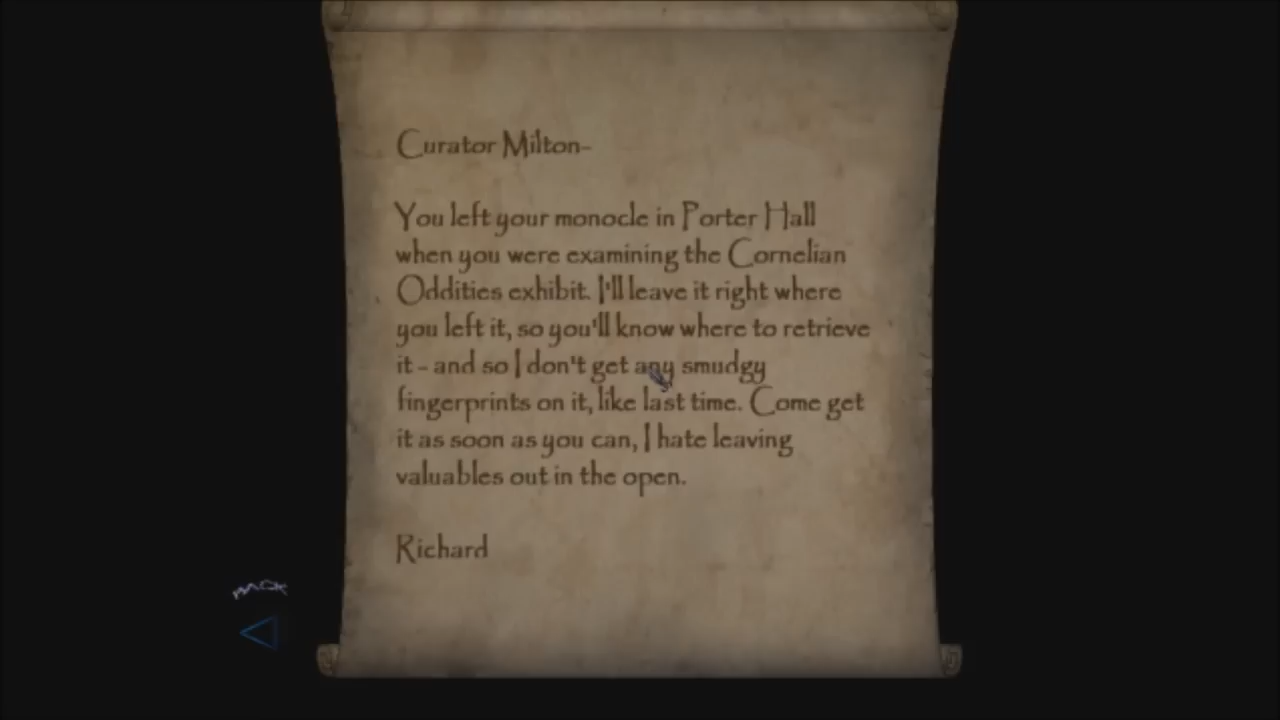 Curator Milton-
You left your monocle in Porter Hall
when you were examining the Cornelian
Oddities exhibit. I'll leave it right where
you left it, so you'll know where to retrieve
it - and so I don't get any smudgy
fingerprints on it, like last time. Come get
it as soon as you can, I hate leaving
valuables out in the open.
Richard